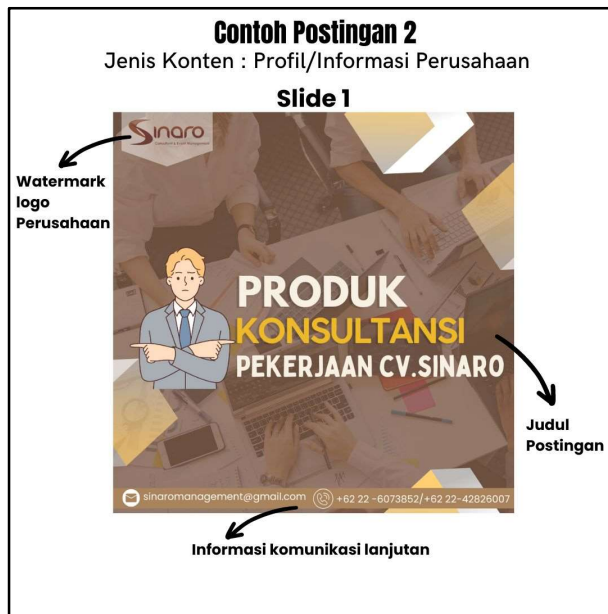 Contoh Postingan 2
Jenis Konten : Profil/Informasi Perusahaan
Slide 1
Sinaro
Watermark
logo
Perusahaan
PRODUK
KONSULTANSI
PEKERJAAN CV.SINARO
Judul
Postingan
sinaromanagement@gmail.com
+62 22 -6073852/+62 22-42826007
Informasi komunikasi lanjutan